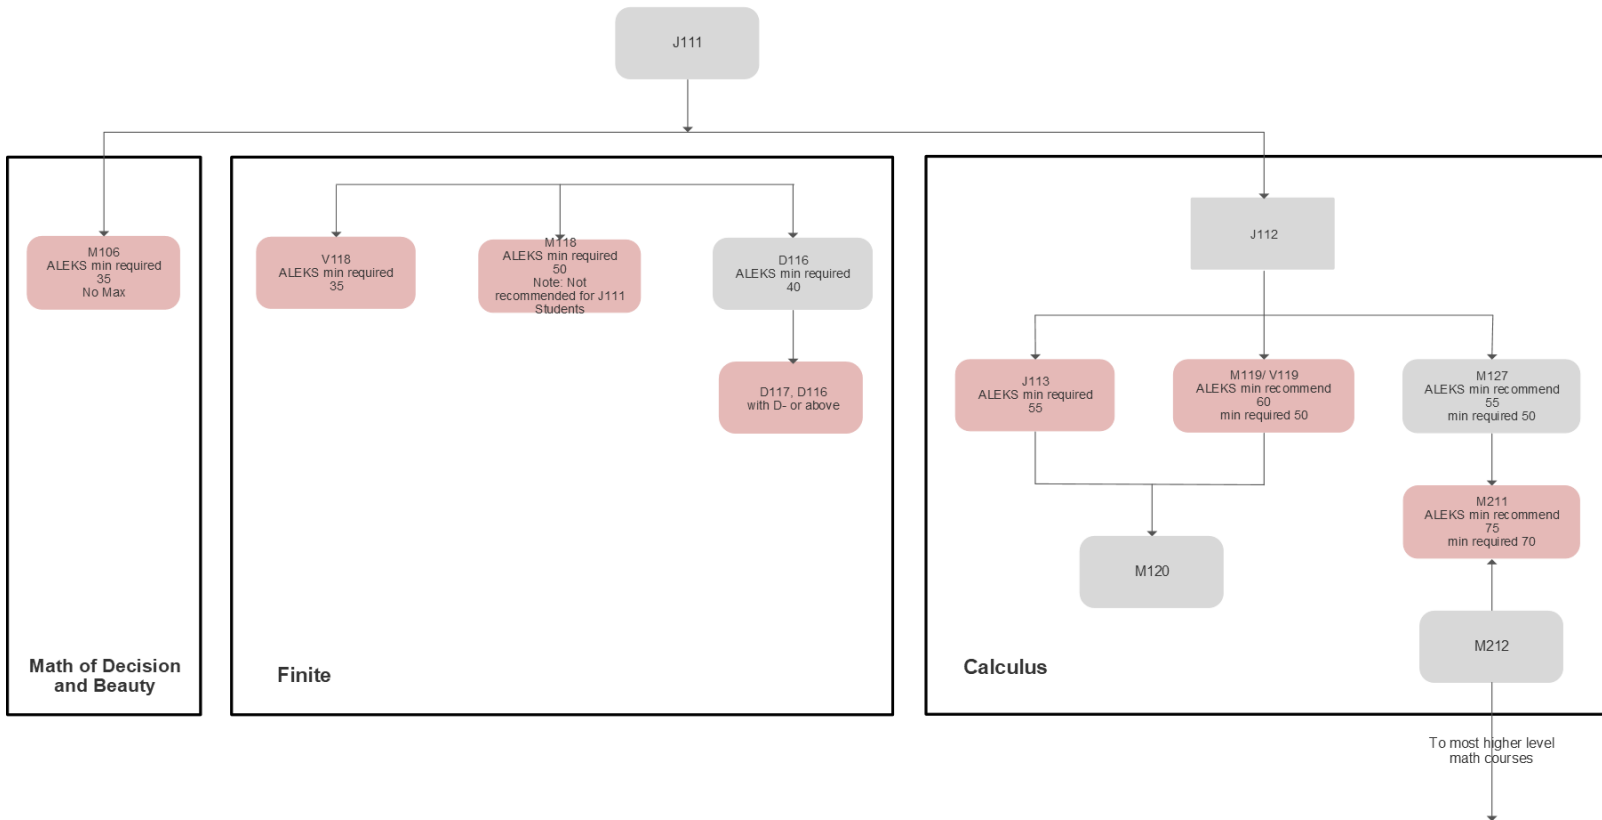 J111
M106
ALEKS min required
35
No Max
V118
ALEKS min required
35
M118
ALEKS min required
50
Note: Not
recommended for J111
Students
D116
ALEKS min required
40
D117, D116
with D- or above
J112
J113
ALEKS min required
55
M119/ V119
ALEKS min recommend
60
min required 50
M127
ALEKS min recommend
55
min required 50
M211
ALEKS min recommend
75
min required 70
M120
M212
Math of Decision
and Beauty
Finite
Calculus
To most higher level
math courses